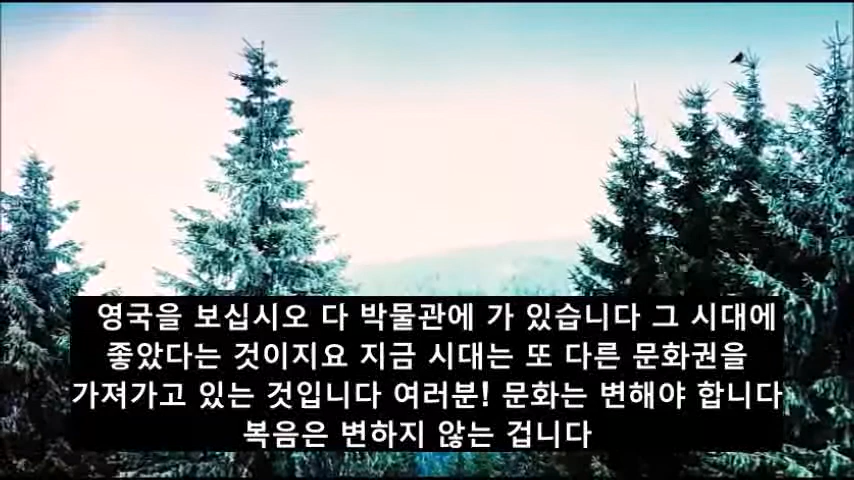 영국을 보십시오 다 박물관에 가 있습니다 그 시대에
좋았다는 것이지요 지금 시대는 또 다른 문화권을
가져가고 있는 것입니다 여러분! 문화는 변해야 합니다
복음은 변하지 않는 겁니다